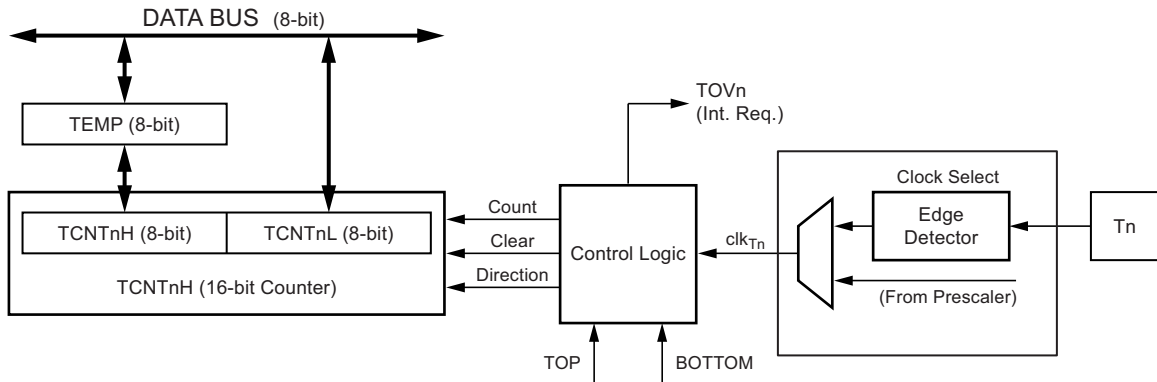 DATA BUS (8-bit)
TEMP (8-bit)
TCNTnH (8-bit)
TCNTnL (8-bit)
TCNTnH (16-bit Counter)
Count
Clear
Direction
TOVn
(Int. Req.)
Control Logic
TOP
BOTTOM
clkTn
Clock Select
Edge
Detector
(From Prescaler)
Tn